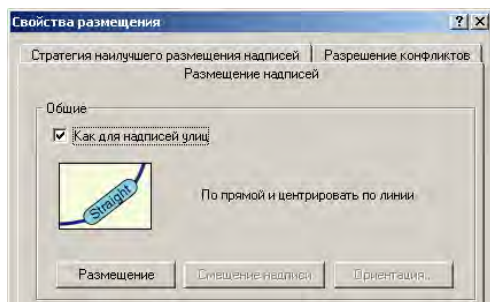 Свойства размещения
Стратегия наилучшего размещения надписей
Разрешение конфликтов
Размещение надписей
Общие
Как для надписей улиц
Straight
По прямой и центрировать по линии
Размещение
Смещение надписи
Ориентация...